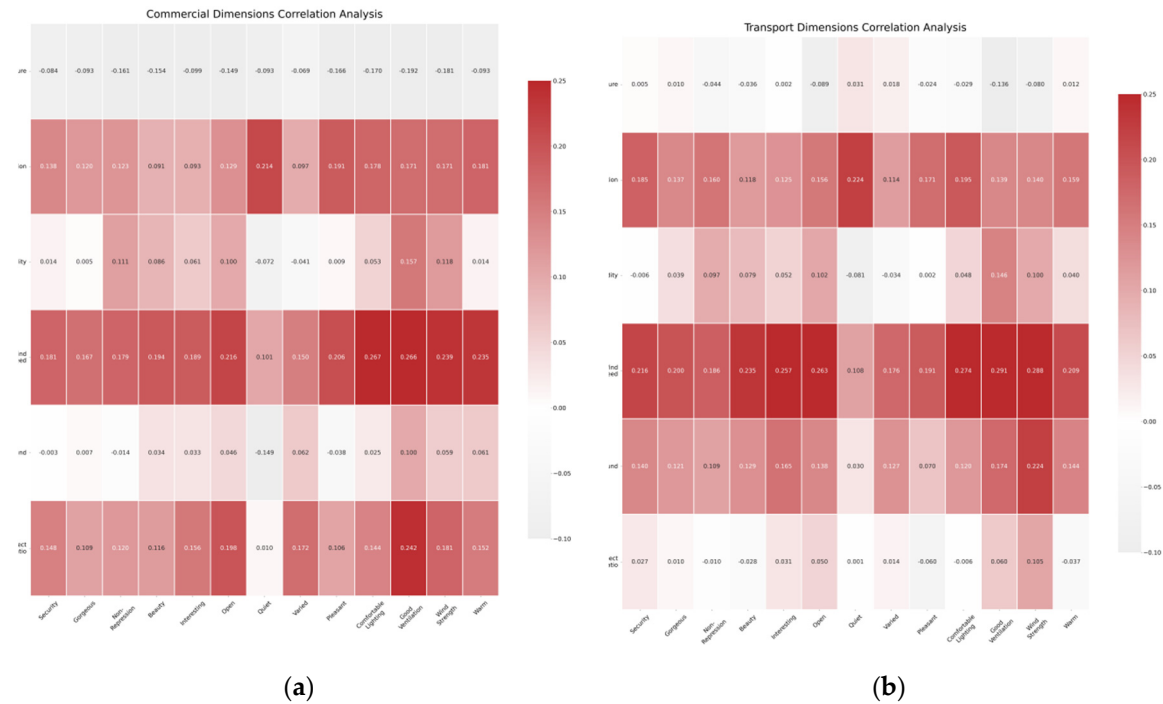 Commercial Dimensions Correlation Analysis
ure -0.084 -0.093 -0.161 -0.154 -0.099 -0.149 -0.093 -0.069 -0.166 -0.170 -0.192 -0.181 -0.093
ion 0.138 0.120 0.123 0.091 0.093 0.129 0.214 0.097 0.191 0.178 0.171 0.171 0.181
lity 0.014 0.005 0.111 0.086 0.061 0.100 -0.072 -0.041 0.009 0.053 0.157 0.118 0.014
ind
eed 0.181 0.167 0.179 0.194 0.189 0.216 0.101 0.150 0.206 0.267 0.266 0.239 0.235
und -0.003 0.007 -0.014 0.034 0.033 0.046 -0.149 0.062 -0.038 0.025 0.100 0.059 0.061
ect
atio 0.148 0.109 0.120 0.116 0.156 0.198 0.010 0.172 0.106 0.144 0.242 0.181 0.152
Security Gorgeous Non-Repression Beauty Interesting Open Quiet Varied Pleasant Comfortable Lighting Good Ventilation Wind Strength Warm
0.25
0.20
0.15
0.10
0.05
0.00
−0.05
−0.10
(a)
Transport Dimensions Correlation Analysis
ure 0.005 0.010 -0.044 -0.036 0.002 -0.089 0.031 0.018 -0.024 -0.029 -0.136 -0.080 0.012
ion 0.185 0.137 0.160 0.118 0.125 0.156 0.224 0.114 0.171 0.195 0.139 0.140 0.159
lity -0.006 0.039 0.097 0.079 0.052 0.102 -0.081 -0.034 0.002 0.048 0.146 0.100 0.040
ind
eed 0.216 0.200 0.186 0.235 0.257 0.263 0.108 0.176 0.191 0.274 0.291 0.288 0.209
und 0.140 0.121 0.109 0.129 0.165 0.138 0.030 0.127 0.070 0.120 0.174 0.224 0.144
ect
atio 0.027 0.010 -0.010 -0.028 0.031 0.050 0.001 0.014 -0.060 -0.006 0.060 0.105 -0.037
Security Gorgeous Non-Repression Beauty Interesting Open Quiet Varied Pleasant Comfortable Lighting Good Ventilation Wind Strength Warm
0.25
0.20
0.15
0.10
0.05
0.00
−0.05
−0.10
(b)